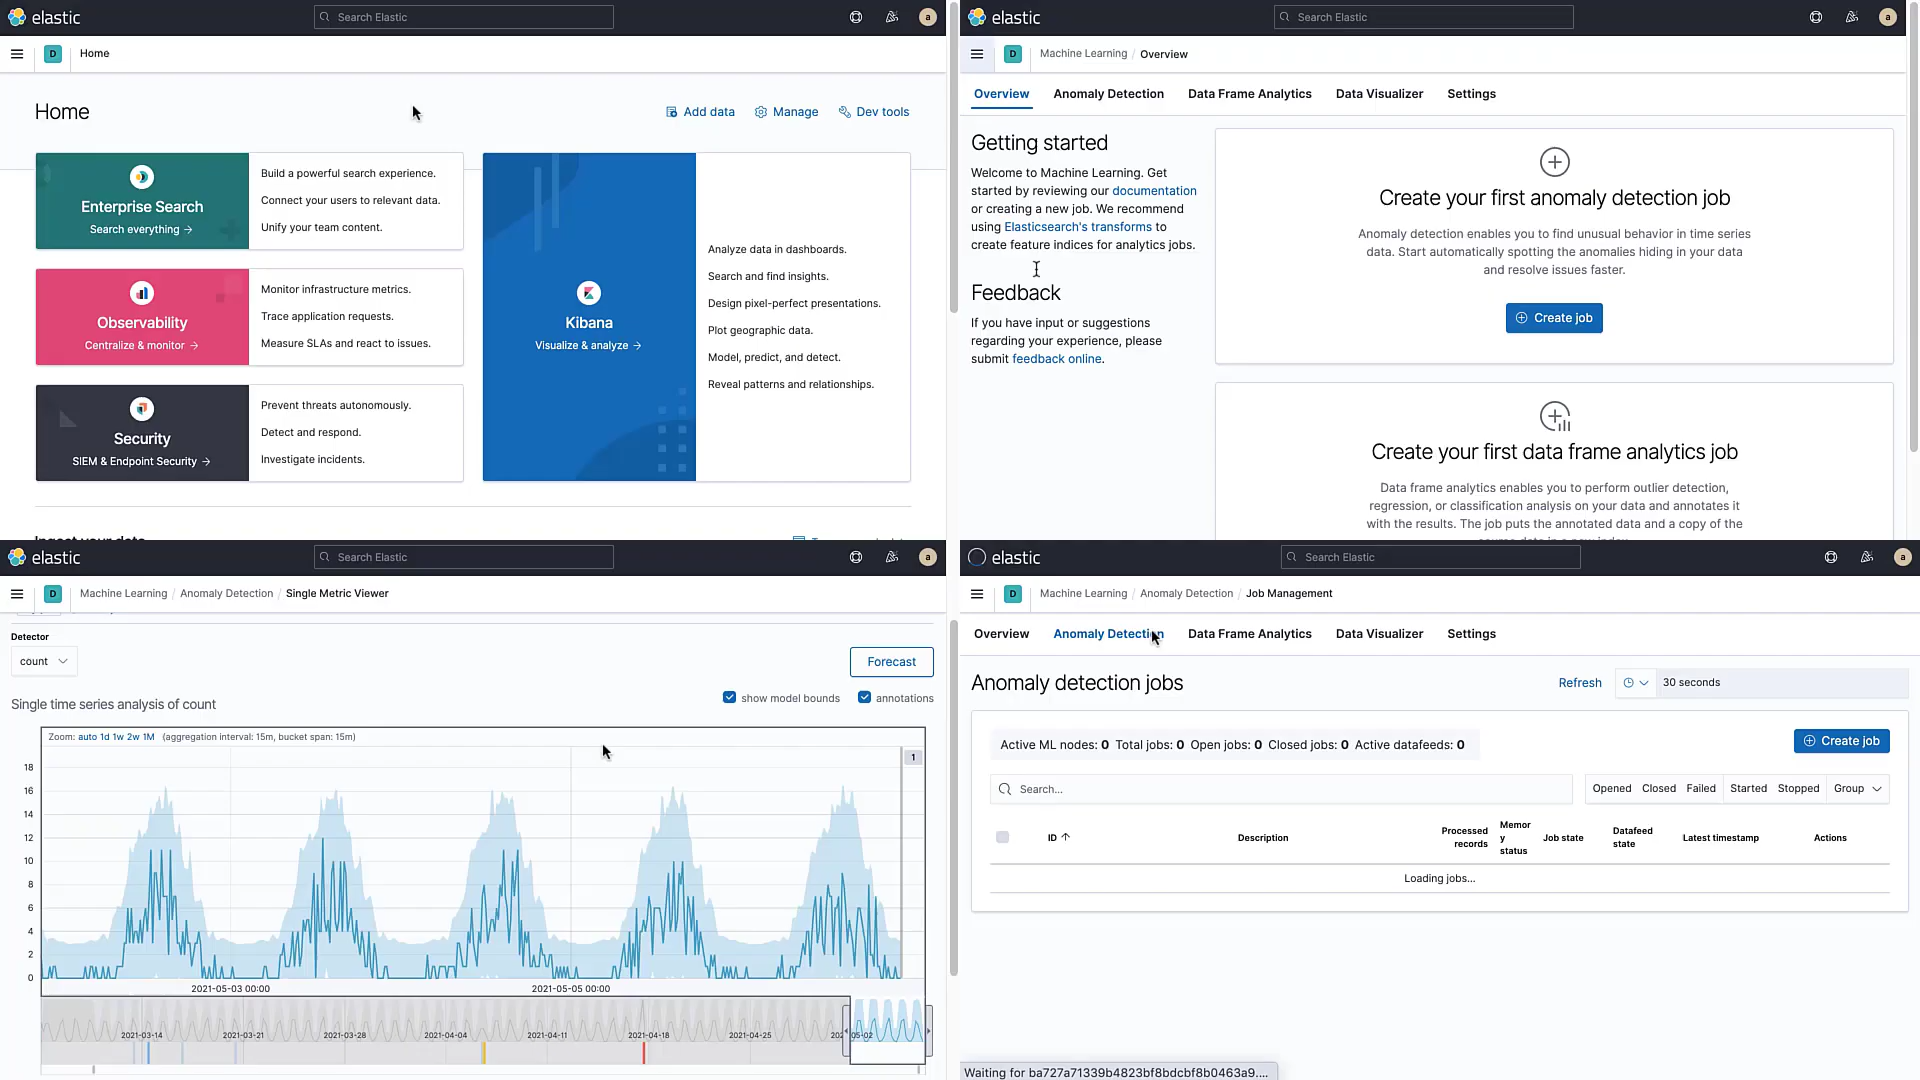 elastic
Search Elastic
a
D
Home
Home
Add data
Manage
Dev tools
Enterprise Search
Search everything →
Build a powerful search experience.
Connect your users to relevant data.
Unify your team content.
Observability
Centralize & monitor →
Monitor infrastructure metrics.
Trace application requests.
Measure SLAs and react to issues.
Security
SIEM & Endpoint Security →
Prevent threats autonomously.
Detect and respond.
Investigate incidents.
Kibana
Visualize & analyze →
Analyze data in dashboards.
Search and find insights.
Design pixel-perfect presentations.
Plot geographic data.
Model, predict, and detect.
Reveal patterns and relationships.
Ingest your data
elastic
Search Elastic
a
D
Machine Learning / Overview
Overview
Anomaly Detection
Data Frame Analytics
Data Visualizer
Settings
Getting started
Welcome to Machine Learning. Get
started by reviewing our documentation
or creating a new job. We recommend
using Elasticsearch's transforms to
create feature indices for analytics jobs.
Feedback
If you have input or suggestions
regarding your experience, please
submit feedback online.
Create your first anomaly detection job
Anomaly detection enables you to find unusual behavior in time series
data. Start automatically spotting the anomalies hiding in your data
and resolve issues faster.
Create job
Create your first data frame analytics job
Data frame analytics enables you to perform outlier detection,
regression, or classification analysis on your data and annotates it
with the results. The job puts the annotated data and a copy of the
elastic
Search Elastic
a
D
Machine Learning / Anomaly Detection / Single Metric Viewer
Detector
count
Forecast
Single time series analysis of count
show model bounds
annotations
Zoom: auto 1d 1w 2w 1M (aggregation interval: 15m, bucket span: 15m)
1
18
16
14
12
10
8
6
4
2
0
2021-05-03 00:00
2021-05-05 00:00
2021-03-14
2021-03-21
2021-03-28
2021-04-04
2021-04-11
2021-04-18
2021-04-25
elastic
Search Elastic
a
D
Machine Learning / Anomaly Detection / Job Management
Overview
Anomaly Detection
Data Frame Analytics
Data Visualizer
Settings
Anomaly detection jobs
Refresh
30 seconds
Active ML nodes: 0 Total jobs: 0 Open jobs: 0 Closed jobs: 0 Active datafeeds: 0
Create job
Search...
Opened
Closed
Failed
Started
Stopped
Group
ID ↑
Description
Processed
records
Memor
y
status
Job state
Datafeed
state
Latest timestamp
Actions
Loading jobs...
Waiting for ba727a71339b4823bf8bdcbf8b0463a9....